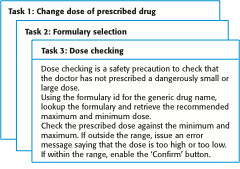 Task 1: Change dose of prescribed drug
Task 2: Formulary selection
Task 3: Dose checking
Dose checking is a safety precaution to check that
the doctor has not prescribed a dangerously small or
large dose.
Using the formulary id for the generic drug name,
lookup the formulary and retrieve the recommended
maximum and minimum dose.
Check the prescribed dose against the minimum and
maximum. If outside the range, issue an error
message saying that the dose is too high or too low.
If within the range, enable the ‘Confirm’ button.